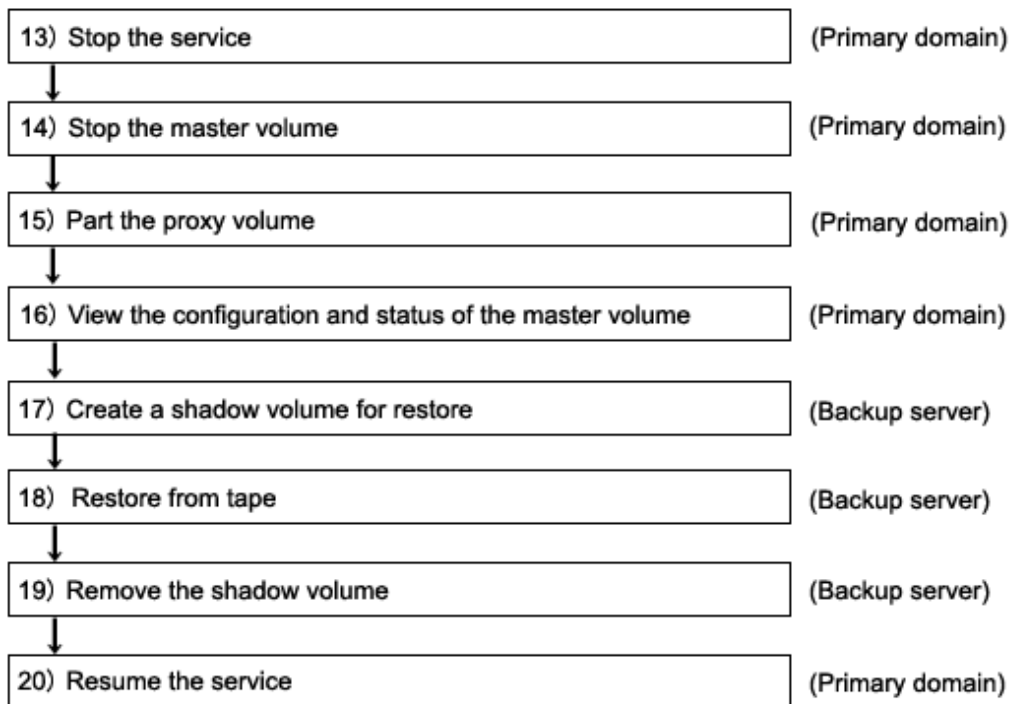 13) Stop the service (Primary domain)
14) Stop the master volume (Primary domain)
15) Part the proxy volume (Primary domain)
16) View the configuration and status of the master volume (Primary domain)
17) Create a shadow volume for restore (Backup server)
18) Restore from tape (Backup server)
19) Remove the shadow volume (Backup server)
20) Resume the service (Primary domain)